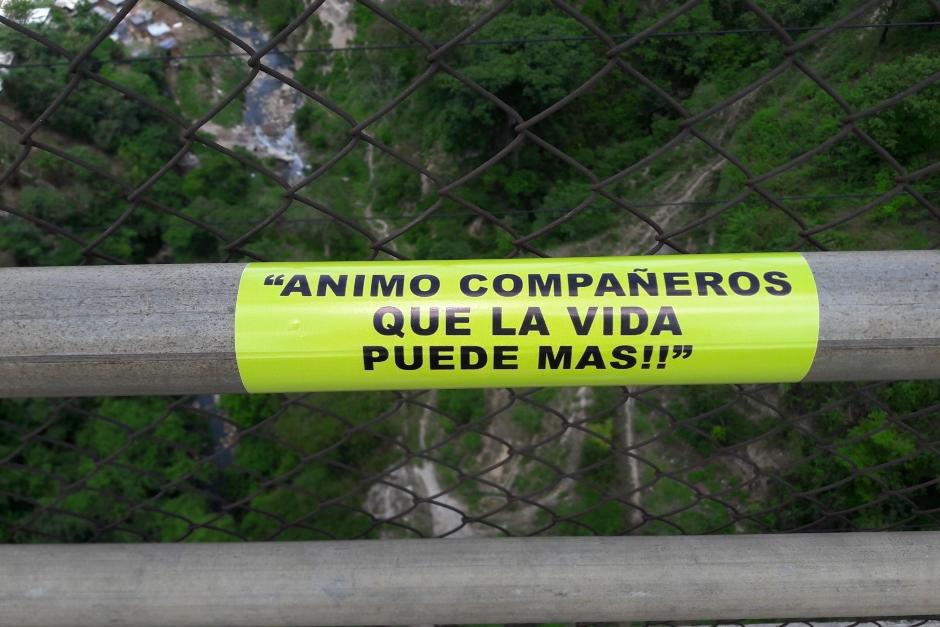 “ANIMO COMPAÑEROS
QUE LA VIDA
PUEDE MAS!!”